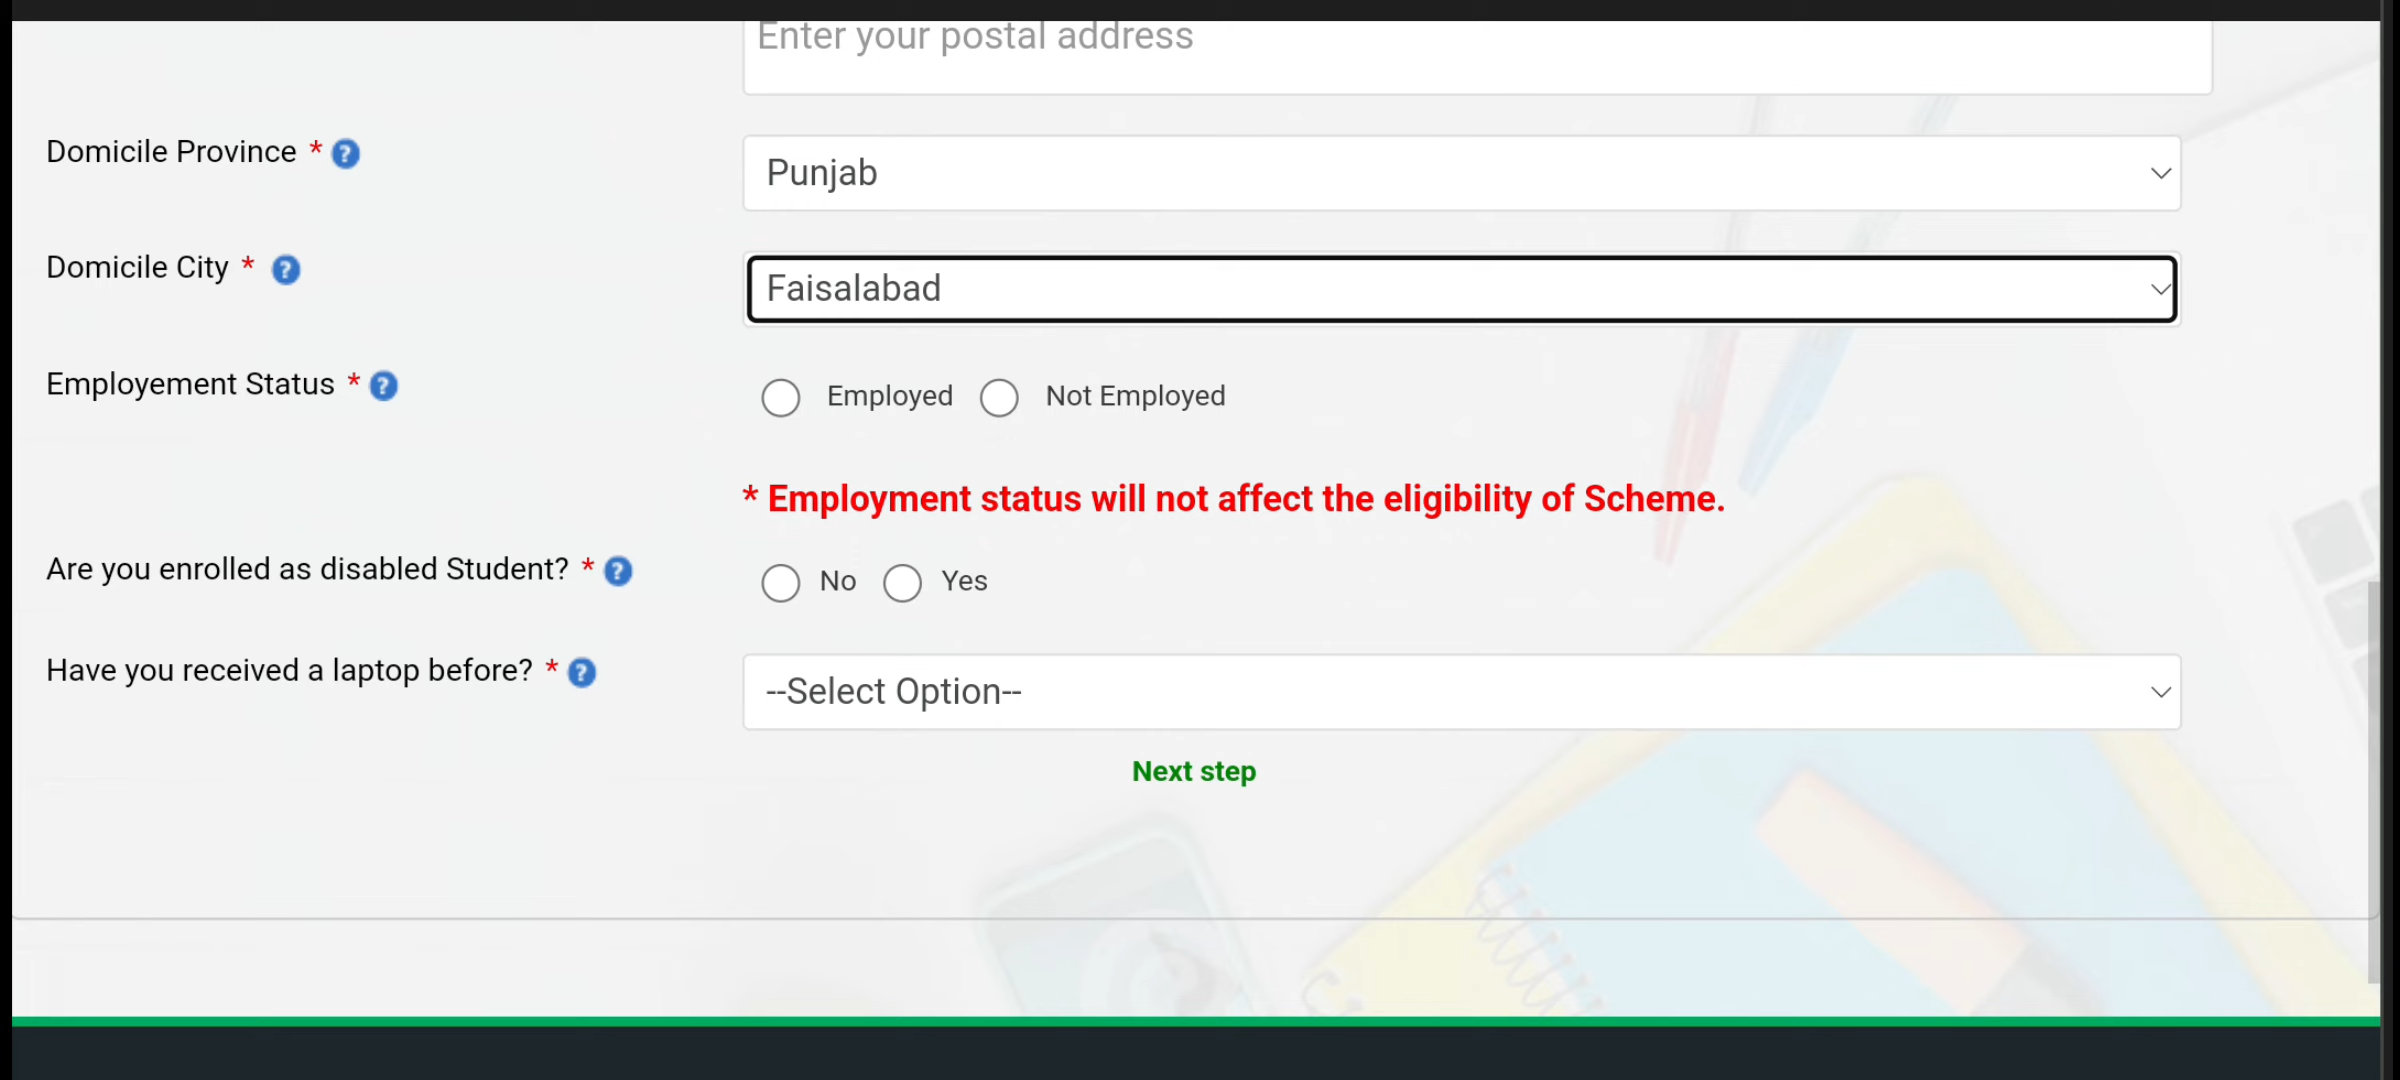 Enter your postal address
Domicile Province * ?
Punjab
Domicile City * ?
Faisalabad
Employement Status * ?
Employed Not Employed
* Employment status will not affect the eligibility of Scheme.
Are you enrolled as disabled Student? * ?
No Yes
Have you received a laptop before? * ?
--Select Option--
Next step